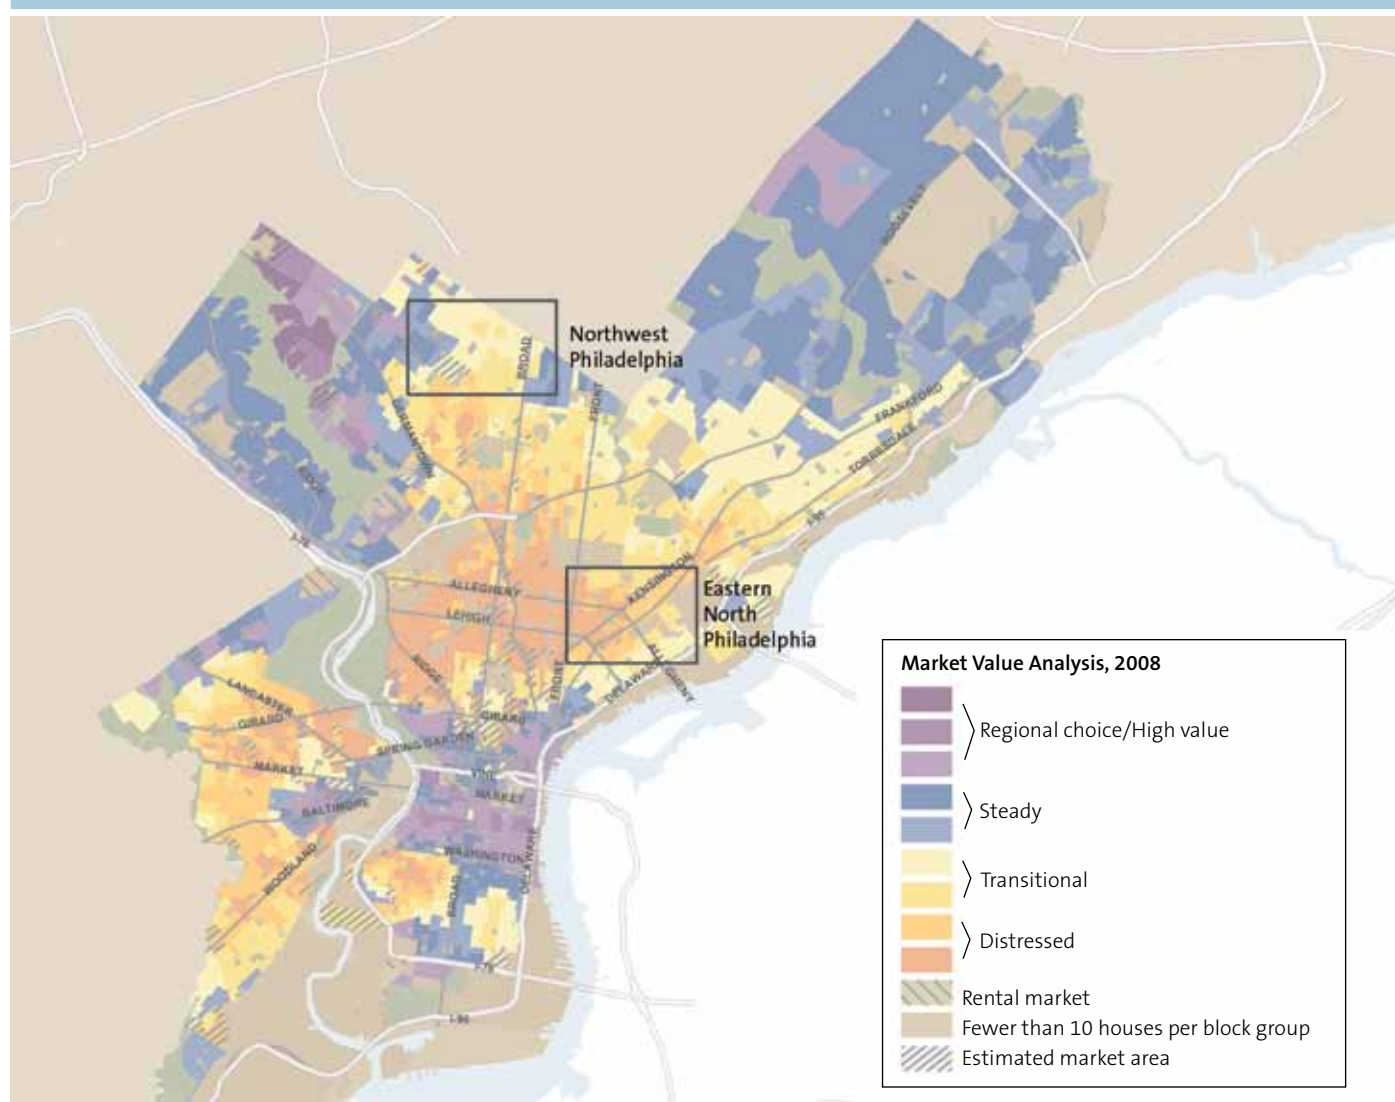 ROOSEVELT
Northwest
Philadelphia
BROAD
FRONT
GERMANTOWN
FRANKFORD
TORRESDALE
RIDGE
I-76
I-95
KENSINGTON
ALLEGHENY
LEHIGH
Eastern
North
Philadelphia
RIDGE
FRONT
ALLEGHENY
DELAWARE
LANCASTER
GIRARD
GIRARD
SPRING GARDEN
MARKET
VINE
MARKET
BALTIMORE
WASHINGTON
DELAWARE
WOODLAND
BROAD
I-76
I-95
Market Value Analysis, 2008
Regional choice/High value
Steady
Transitional
Distressed
Rental market
Fewer than 10 houses per block group
Estimated market area